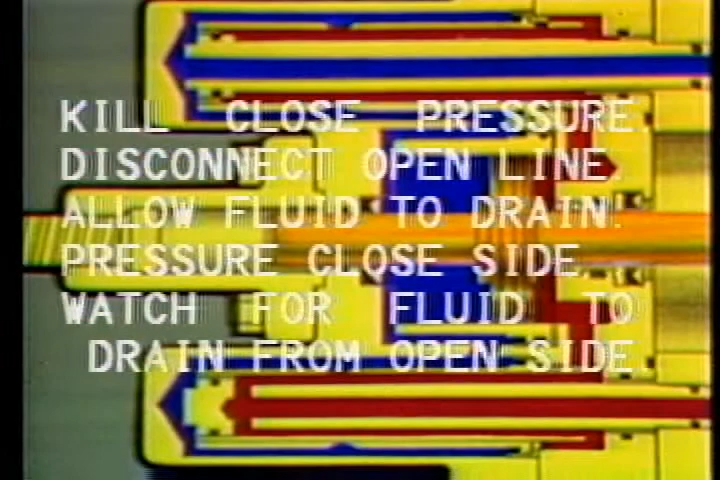 KILL CLOSE PRESSURE.
DISCONNECT OPEN LINE.
ALLOW FLUID TO DRAIN.
PRESSURE CLOSE SIDE.
WATCH FOR FLUID TO
DRAIN FROM OPEN SIDE.